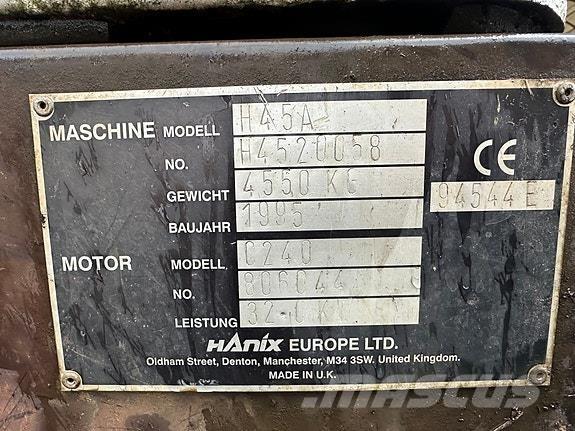 MASCHINE MODELL H45A
NO. H4520058
GEWICHT 4550 KG
94544E
BAUJAHR 1995
MOTOR MODELL C240
NO.
LEISTUNG
CE
HANIX EUROPE LTD.
Oldham Street, Denton, Manchester, M34 3SW. United Kingdom.
MADE IN U.K.
MASCUS